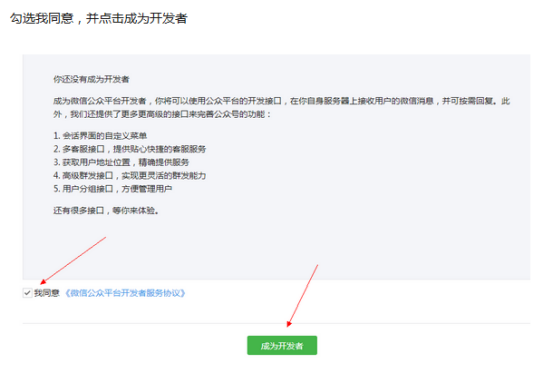 勾选我同意，并点击成为开发者
你还没有成为开发者
成为微信公众平台开发者，你将可以使用公众平台的开发接口，在你自身服务器上接收用户的微信消息，并可按需回复。此
外，我们还提供了更多更高级的接口来完善公众号的功能：
1. 会话界面的自定义菜单
2. 多客服接口，提供贴心快捷的客服服务
3. 获取用户地址位置，精确提供服务
4. 高级群发接口，实现更灵活的群发能力
5. 用户分组接口，方便管理用户
还有很多接口，等你来体验。
我同意 《微信公众平台开发者服务协议》
成为开发者